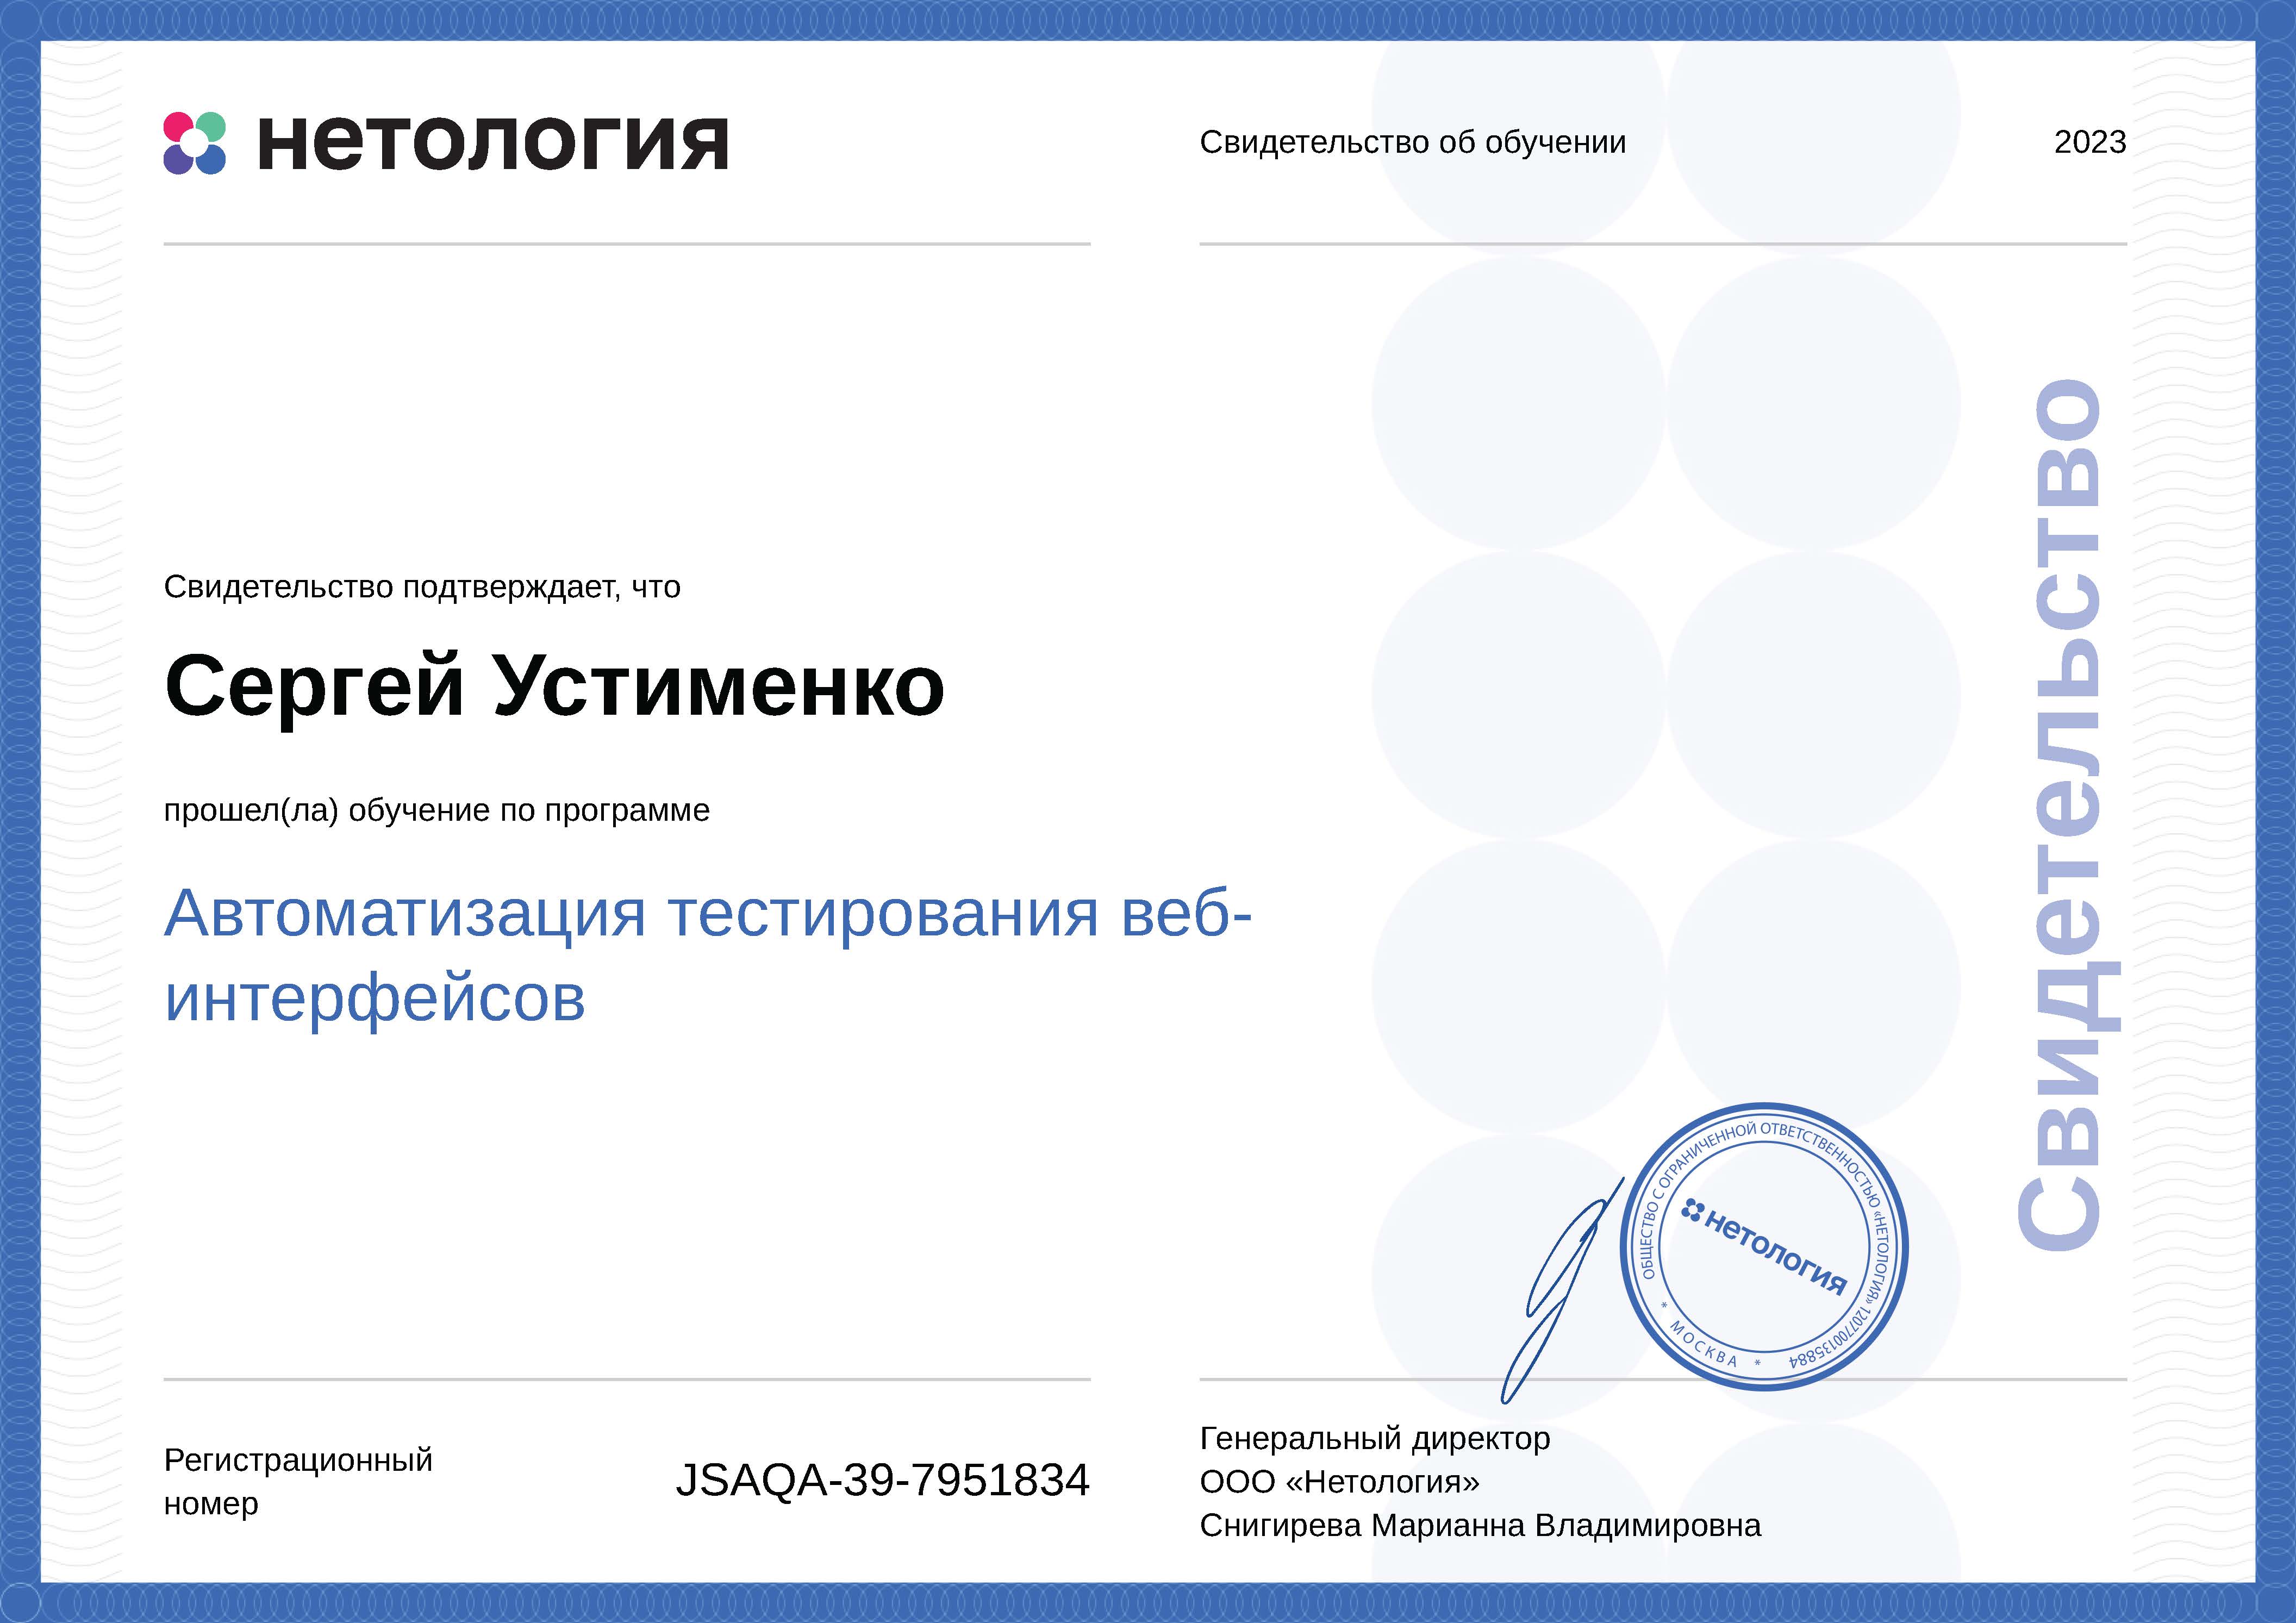 нетология
Свидетельство об обучении
2023
Свидетельство подтверждает, что
Сергей Устименко
прошел(ла) обучение по программе
Автоматизация тестирования веб-
интерфейсов
Свидетельство
ОБЩЕСТВО С ОГРАНИЧЕННОЙ ОТВЕТСТВЕННОСТЬЮ «НЕТОЛОГИЯ» 1207700135884
* МОСКВА *
нетология
Регистрационный
номер
JSAQA-39-7951834
Генеральный директор
ООО «Нетология»
Снигирева Марианна Владимировна